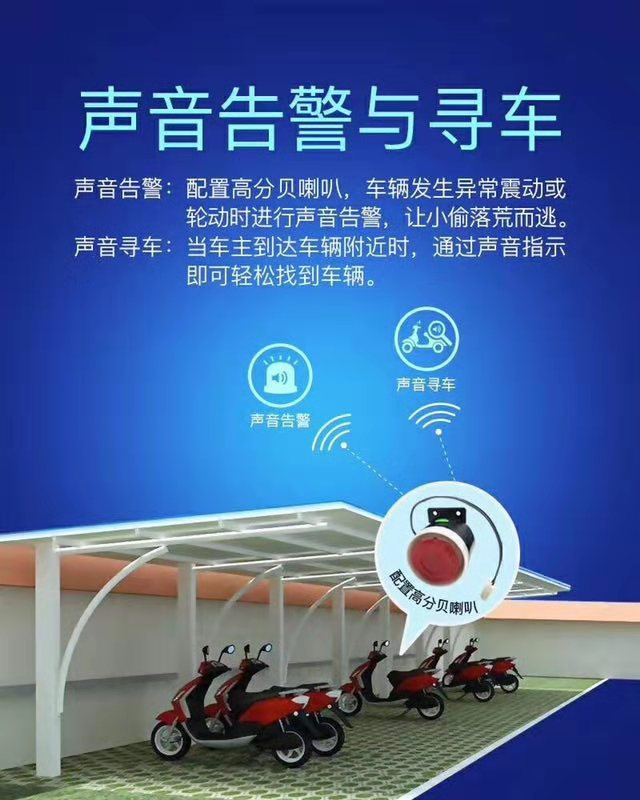 声音告警与寻车
声音告警：配置高分贝喇叭，车辆发生异常震动或
轮动时进行声音告警，让小偷落荒而逃。
声音寻车：当车主到达车辆附近时，通过声音指示
即可轻松找到车辆。
声音寻车
声音告警
配置高分贝喇叭